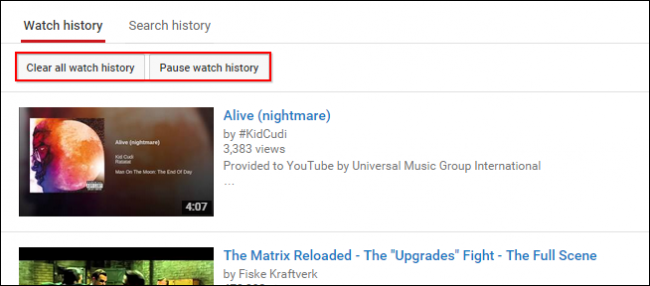 Watch history Search history
Clear all watch history Pause watch history
Alive (nightmare)
Kid Cudi
Release
Man On The Moon: The End Of Day
4:07
Alive (nightmare)
by #KidCudi
3,383 views
Provided to YouTube by Universal Music Group International
...
The Matrix Reloaded - The "Upgrades" Fight - The Full Scene
by Fiske Kraftverk